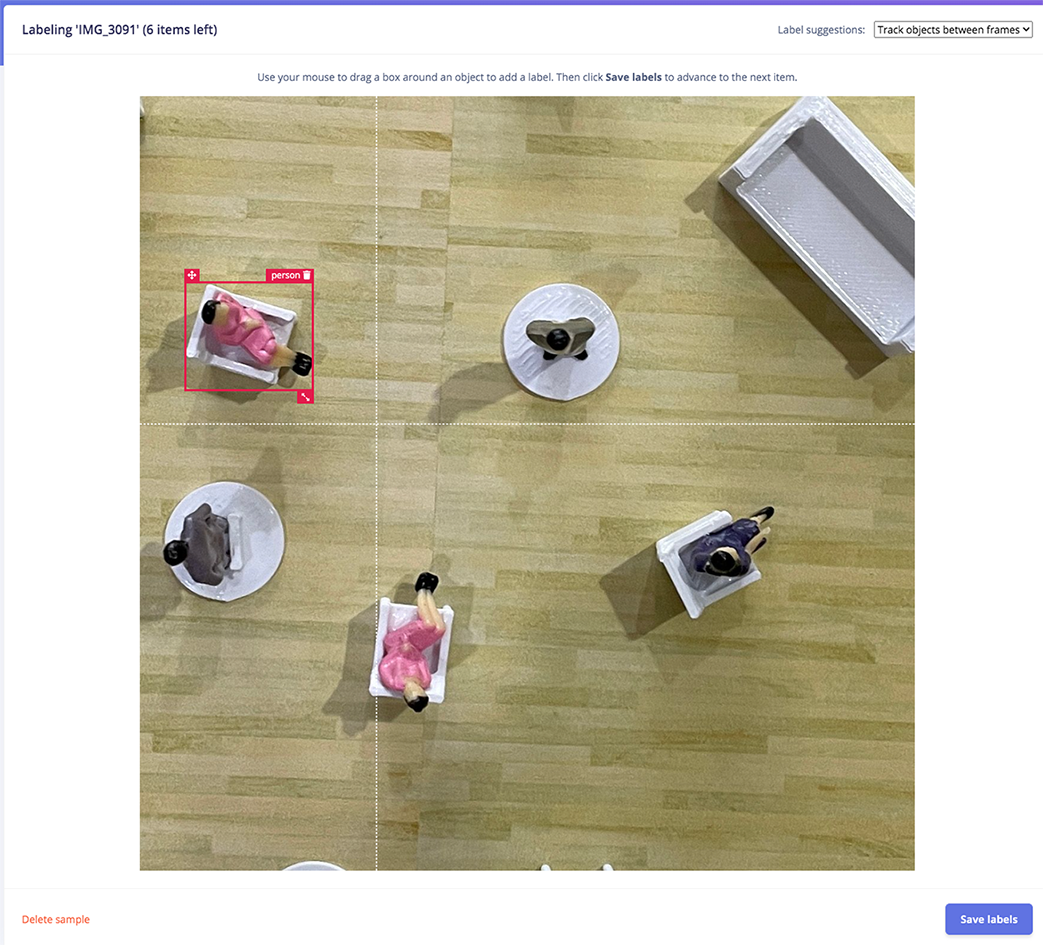 Labeling 'IMG_3091' (6 items left)
Label suggestions: Track objects between frames
Use your mouse to drag a box around an object to add a label. Then click Save labels to advance to the next item.
person
Delete sample
Save labels